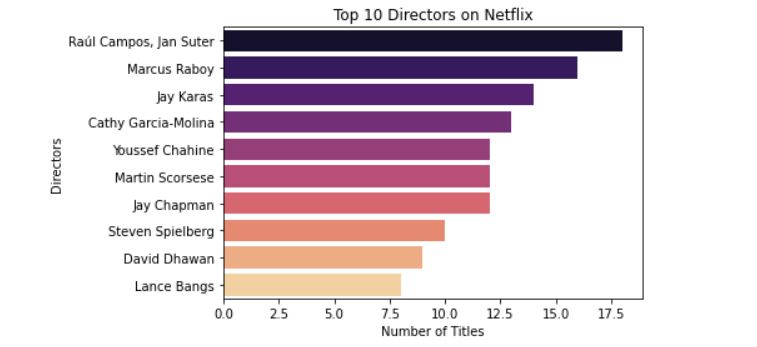 Top 10 Directors on Netflix
Raúl Campos, Jan Suter
Marcus Raboy
Jay Karas
Cathy Garcia-Molina
Youssef Chahine
Martin Scorsese
Jay Chapman
Steven Spielberg
David Dhawan
Lance Bangs
Directors
0.0 2.5 5.0 7.5 10.0 12.5 15.0 17.5
Number of Titles